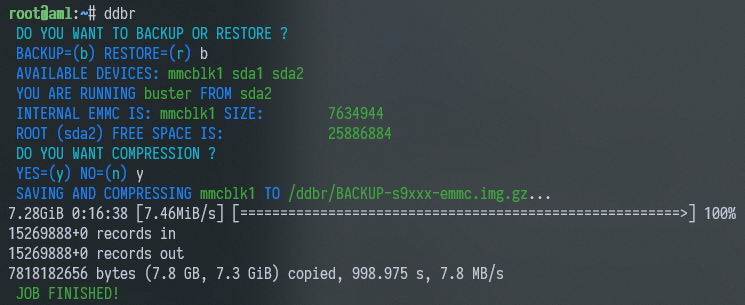 root@aml:~# ddbr
DO YOU WANT TO BACKUP OR RESTORE ?
BACKUP=(b) RESTORE=(r) b
AVAILABLE DEVICES: mmcblk1 sda1 sda2
YOU ARE RUNNING buster FROM sda2
INTERNAL EMMC IS: mmcblk1 SIZE: 7634944
ROOT (sda2) FREE SPACE IS: 25886884
DO YOU WANT COMPRESSION ?
YES=(y) NO=(n) y
SAVING AND COMPRESSING mmcblk1 TO /ddbr/BACKUP-s9xxx-emmc.img.gz...
7.28GiB 0:16:38 [7.46MiB/s] [=======================================================>] 100%
15269888+0 records in
15269888+0 records out
7818182656 bytes (7.8 GB, 7.3 GiB) copied, 998.975 s, 7.8 MB/s
JOB FINISHED!